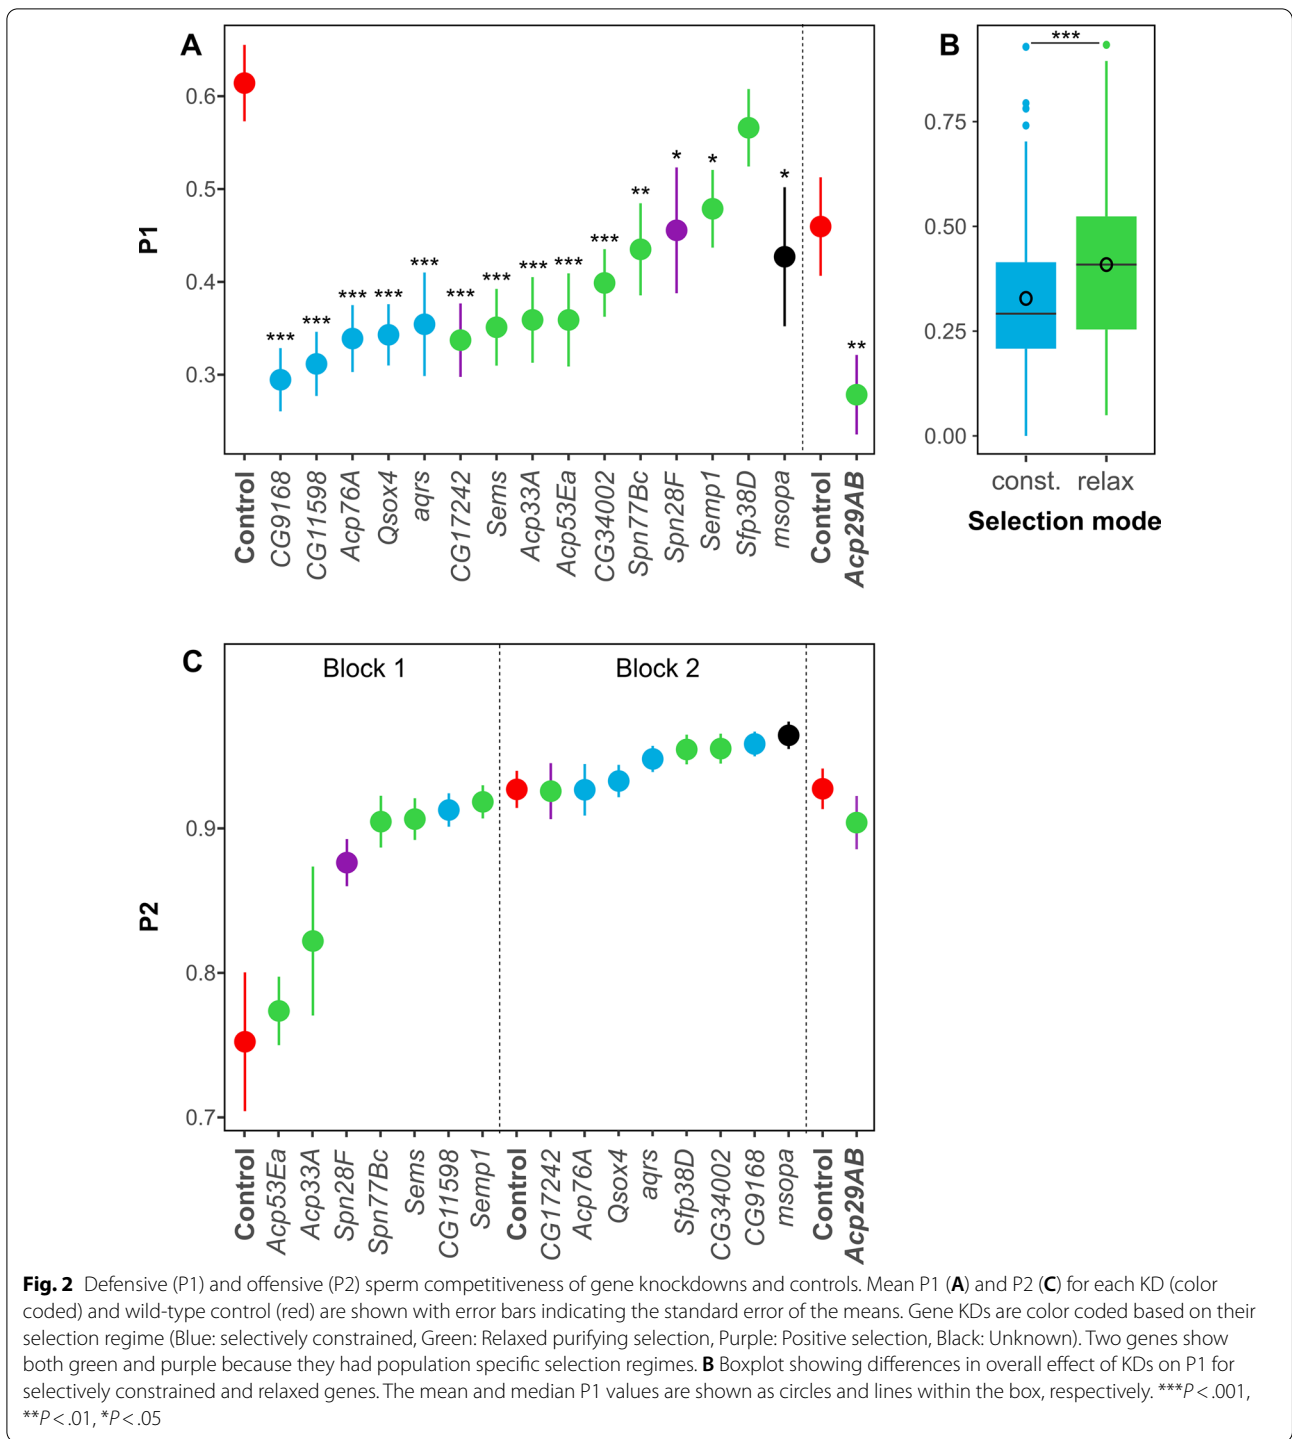 A
B
0.6
0.5
0.4
0.3
P1
***
***
***
***
***
***
***
***
***
***
**
*
*
*
**
Control
CG9168
CG11598
Acp76A
Qsox4
aqrs
CG17242
Sems
Acp33A
Acp53Ea
CG34002
Spn77Bc
Spn28F
Semp1
Sfp38D
msopa
Control
Acp29AB
***
0.75
0.50
0.25
0.00
const. relax
Selection mode
C
Block 1
Block 2
0.9
0.8
0.7
P2
Control
Acp53Ea
Acp33A
Spn28F
Spn77Bc
Sems
CG11598
Semp1
Control
CG17242
Acp76A
Qsox4
aqrs
Sfp38D
CG34002
CG9168
msopa
Control
Acp29AB
Fig. 2 Defensive (P1) and offensive (P2) sperm competitiveness of gene knockdowns and controls. Mean P1 (A) and P2 (C) for each KD (color
coded) and wild-type control (red) are shown with error bars indicating the standard error of the means. Gene KDs are color coded based on their
selection regime (Blue: selectively constrained, Green: Relaxed purifying selection, Purple: Positive selection, Black: Unknown). Two genes show
both green and purple because they had population specific selection regimes. B Boxplot showing differences in overall effect of KDs on P1 for
selectively constrained and relaxed genes. The mean and median P1 values are shown as circles and lines within the box, respectively. ***P < .001,
**P < .01, *P < .05